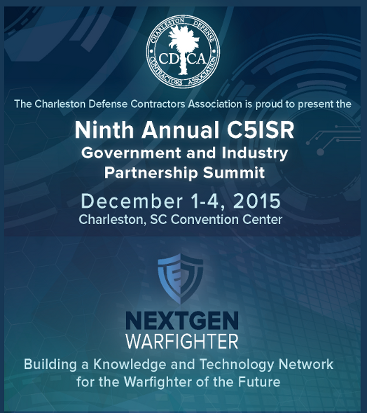 CHARLESTON DEFENSE
CDCA
CONTRACTORS ASSOCIATION
The Charleston Defense Contractors Association is proud to present the
Ninth Annual C5ISR
Government and Industry
Partnership Summit
December 1-4, 2015
Charleston, SC Convention Center
NEXTGEN
WARFIGHTER
Building a Knowledge and Technology Network
for the Warfighter of the Future